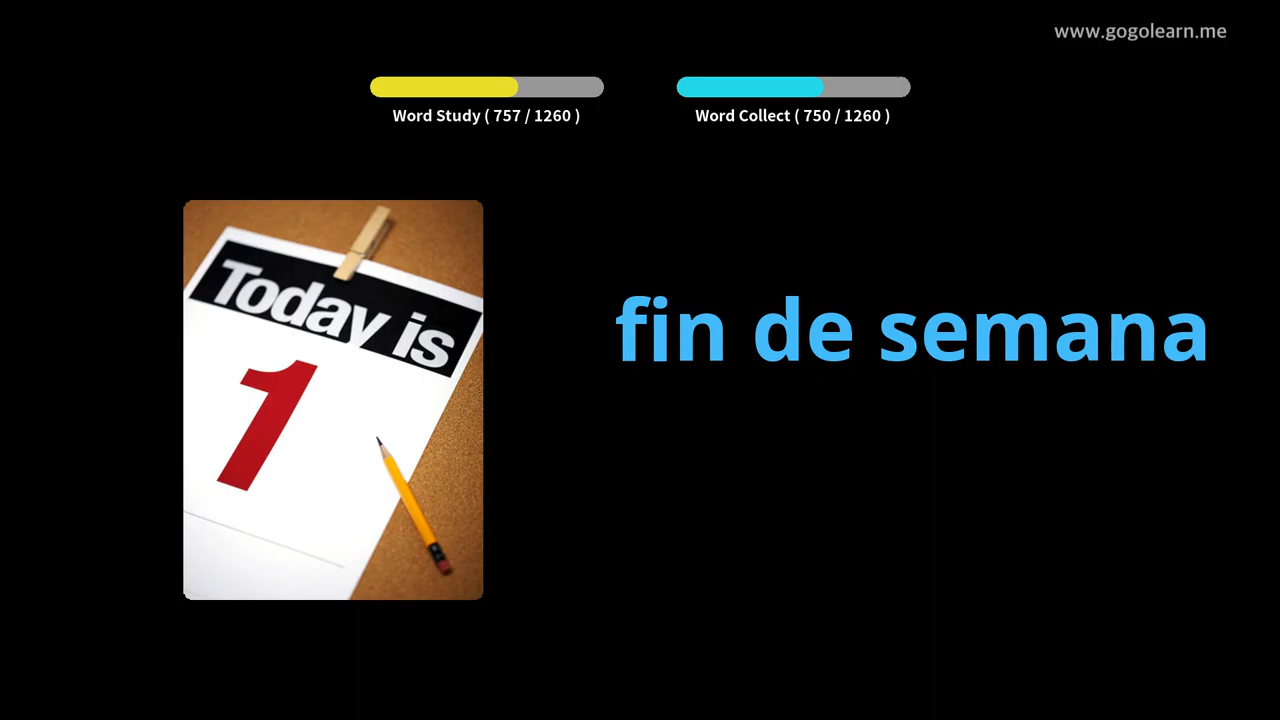 www.gogolearn.me
Word Study ( 757 / 1260 )
Word Collect ( 750 / 1260 )
Today is
1
fin de semana